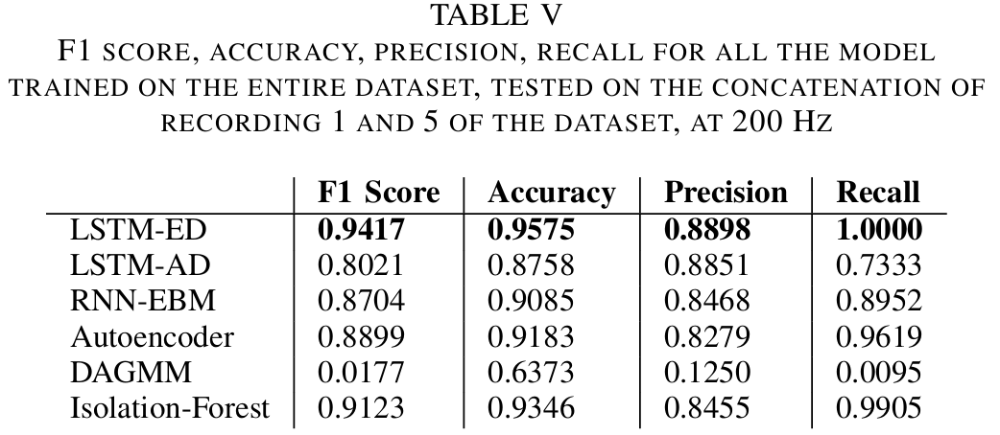 TABLE V
F1 SCORE, ACCURACY, PRECISION, RECALL FOR ALL THE MODEL
TRAINED ON THE ENTIRE DATASET, TESTED ON THE CONCATENATION OF
RECORDING 1 AND 5 OF THE DATASET, AT 200 HZ
F1 Score Accuracy Precision Recall
LSTM-ED 0.9417 0.9575 0.8898 1.0000
LSTM-AD 0.8021 0.8758 0.8851 0.7333
RNN-EBM 0.8704 0.9085 0.8468 0.8952
Autoencoder 0.8899 0.9183 0.8279 0.9619
DAGMM 0.0177 0.6373 0.1250 0.0095
Isolation-Forest 0.9123 0.9346 0.8455 0.9905